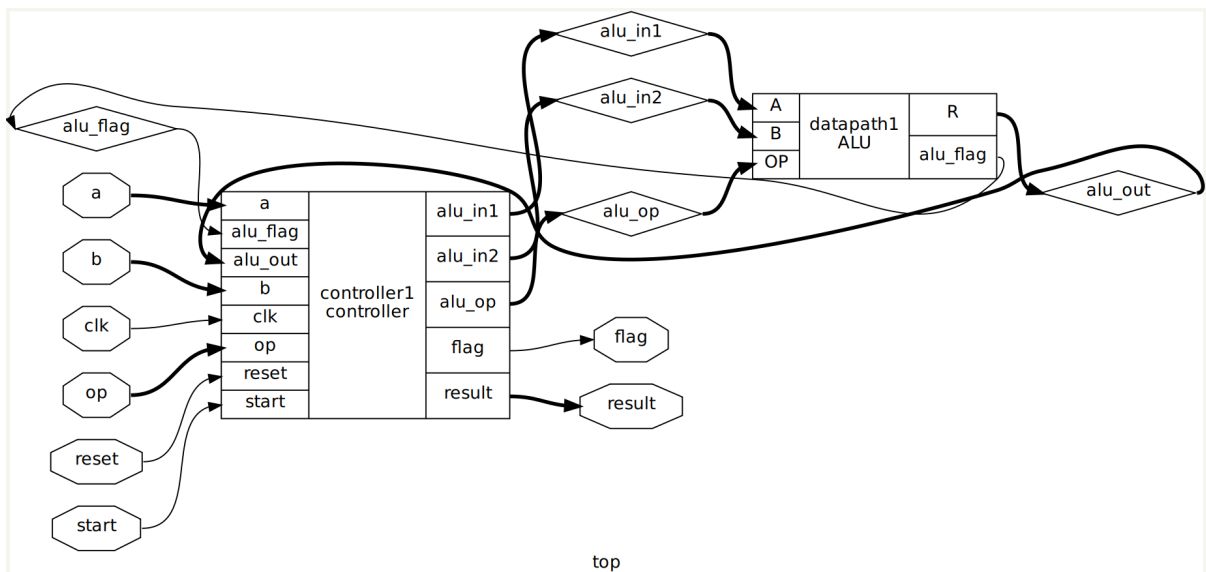 alu_in1
alu_in2
alu_flag
A
B
OP
datapath1
ALU
R
alu_flag
a
b
clk
op
reset
start
a
alu_flag
alu_out
b
clk
op
reset
start
controller1
controller
alu_in1
alu_in2
alu_op
flag
result
alu_op
alu_out
flag
result
top